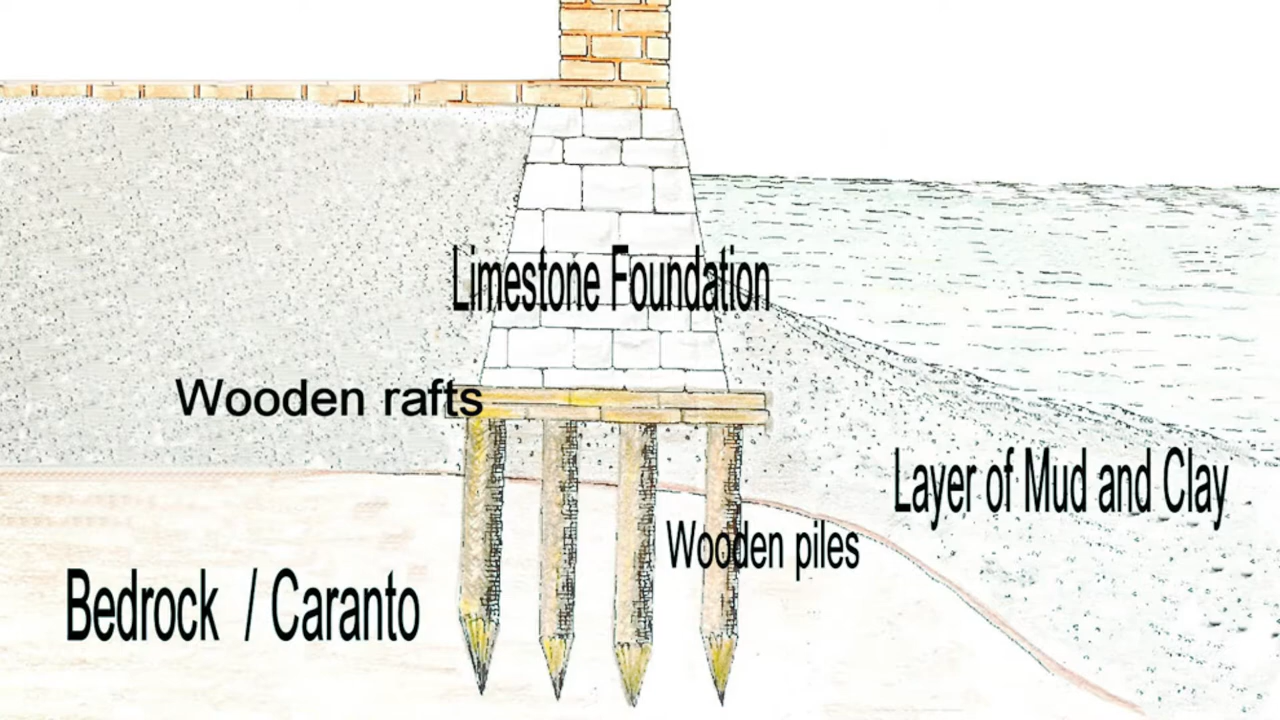 Limestone Foundation
Wooden rafts
Layer of Mud and Clay
Wooden piles
Bedrock / Caranto